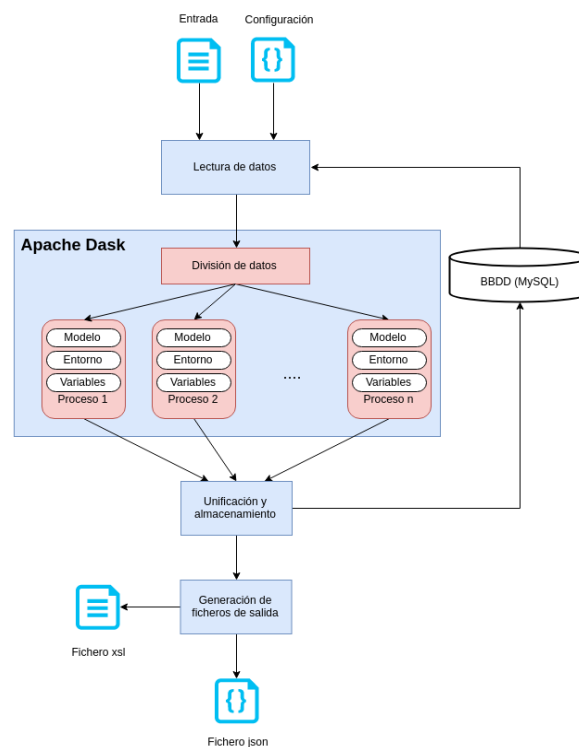 Entrada
Configuración
{}
Lectura de datos
Apache Dask
División de datos
BBDD (MySQL)
Modelo
Entorno
Variables
Proceso 1
Modelo
Entorno
Variables
Proceso 2
....
Modelo
Entorno
Variables
Proceso n
Unificación y
almacenamiento
Generación de
ficheros de salida
Fichero xsl
{}
Fichero json